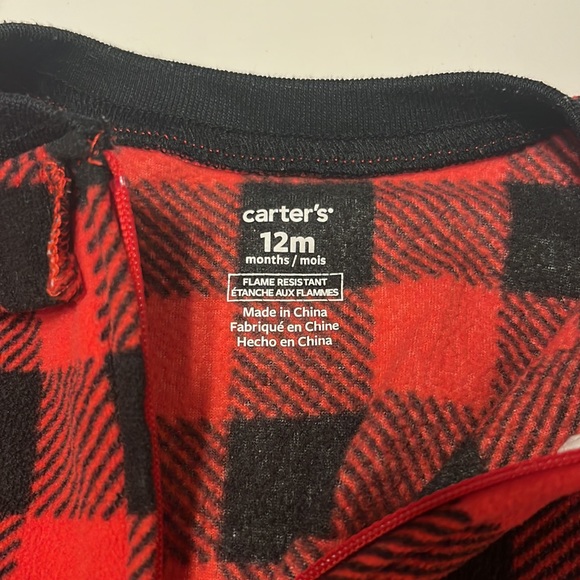 carter's
12m
months / mois
FLAME RESISTANT
ÉTANCHE AUX FLAMMES
Made in China
Fabriqué en Chine
Hecho en China